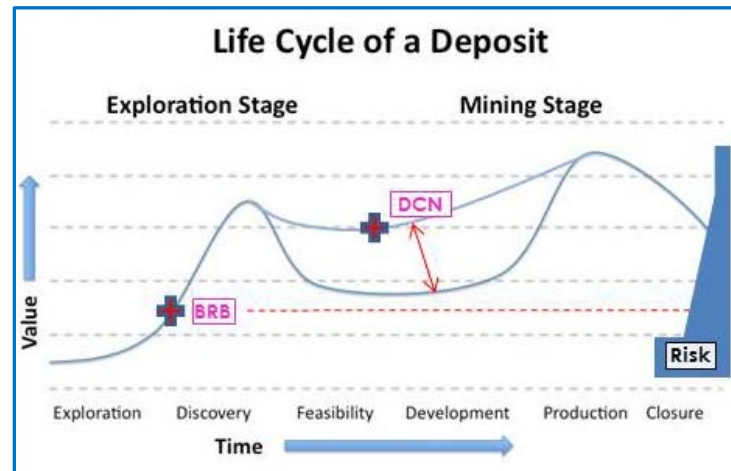 Life Cycle of a Deposit
Exploration Stage
Mining Stage
DCN
BRB
Value
Risk
Exploration Discovery Feasibility Development Production Closure
Time